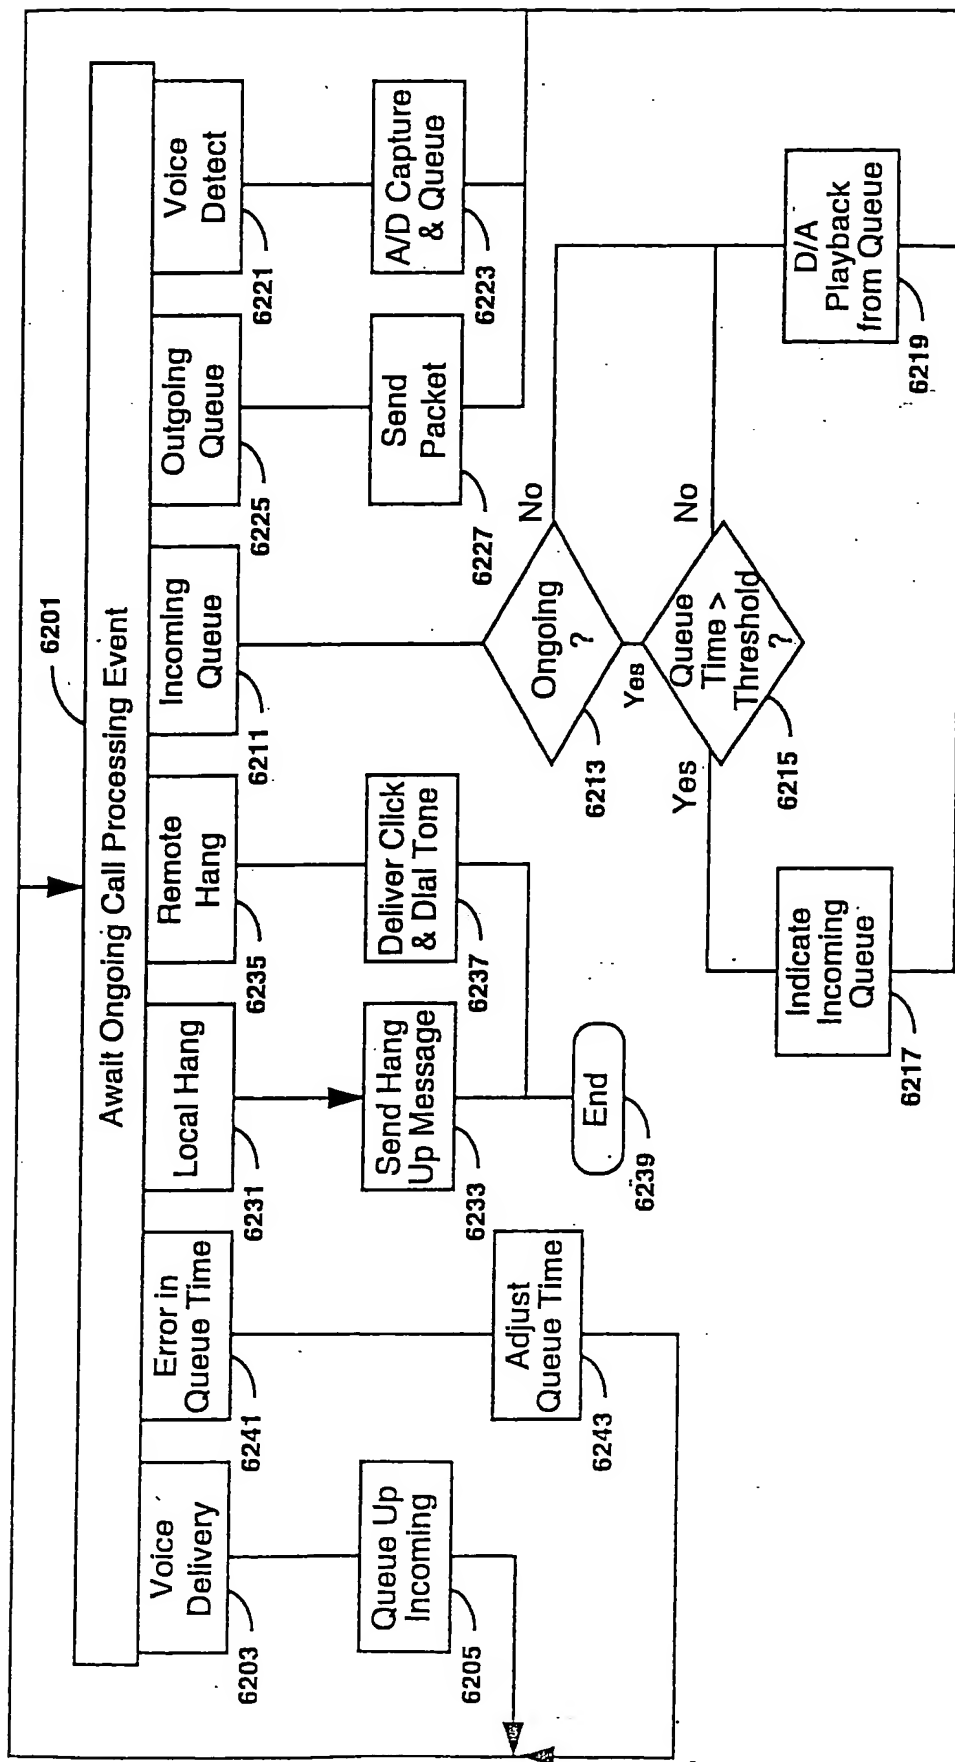 6201
Await Ongoing Call Processing Event
Voice
Delivery
6203
Queue Up
Incoming
6205
Error in
Queue Time
6241
Adjust
Queue Time
6243
Local Hang
6231
Send Hang
Up Message
6233
Remote
Hang
6235
Deliver Click
& Dial Tone
6237
End
6239
Incoming
Queue
6211
Ongoing
?
6213
No
Yes
Queue
Time >
Threshold
?
6215
No
Yes
Indicate
Incoming
Queue
6217
D/A
Playback
from Queue
6219
Outgoing
Queue
6225
Send
Packet
6227
Voice
Detect
6221
A/D Capture
& Queue
6223